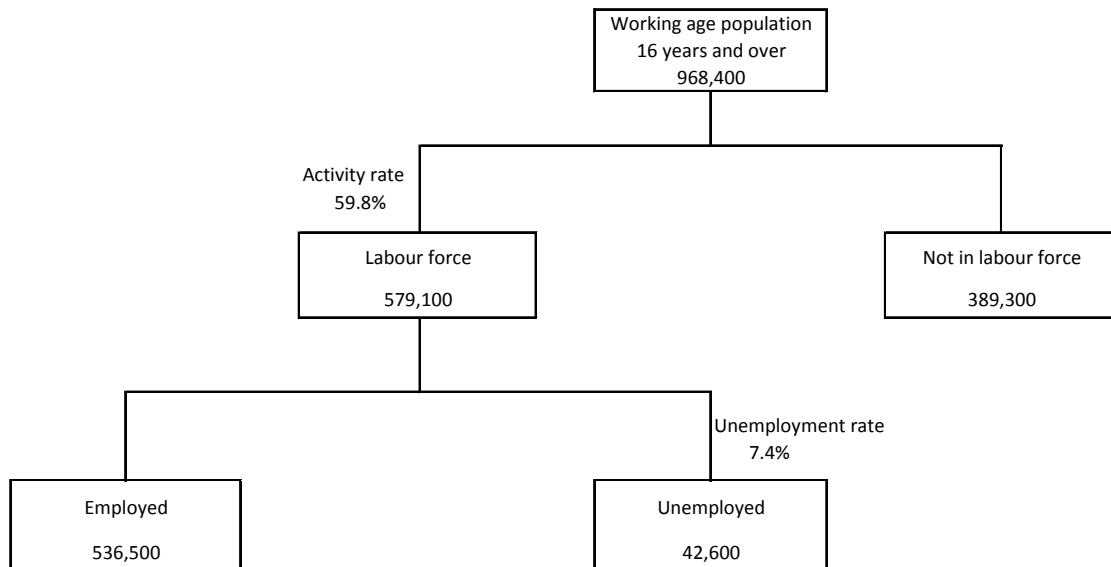 Working age population
16 years and over
968,400
Activity rate
59.8%
Labour force
579,100
Not in labour force
389,300
Unemployment rate
7.4%
Employed
536,500
Unemployed
42,600